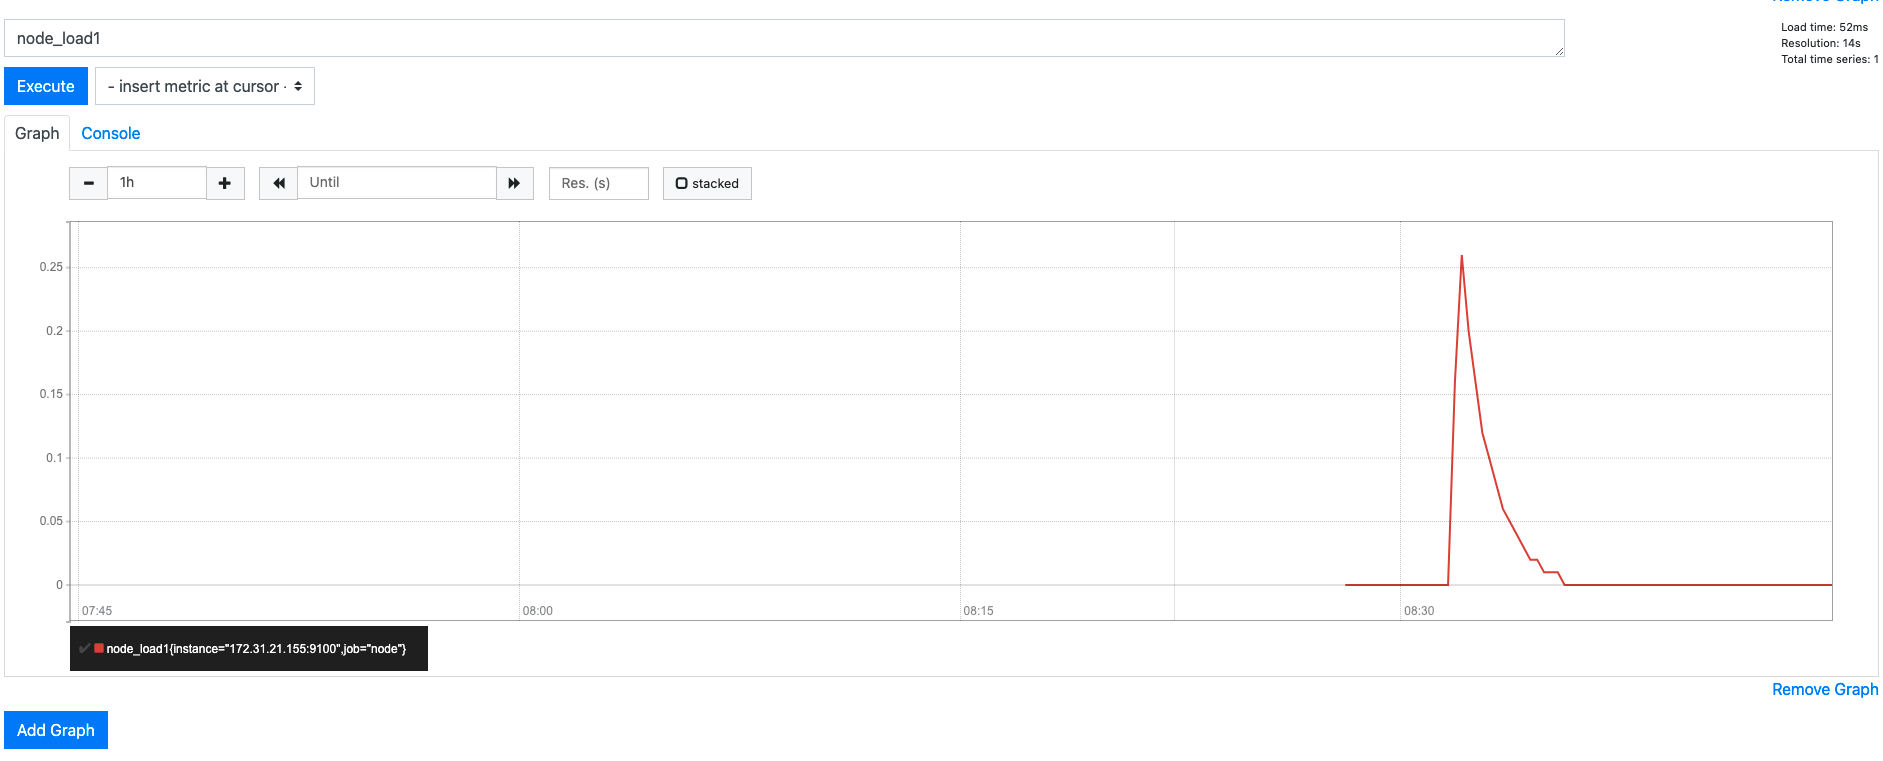 Remove Graph
node_load1
Load time: 52ms
Resolution: 14s
Total time series: 1
Execute
- insert metric at cursor -
Graph
Console
1h
Until
Res. (s)
stacked
0.25
0.2
0.15
0.1
0.05
0
07:45
08:00
08:15
08:30
node_load1{instance="172.31.21.155:9100",job="node"}
Remove Graph
Add Graph